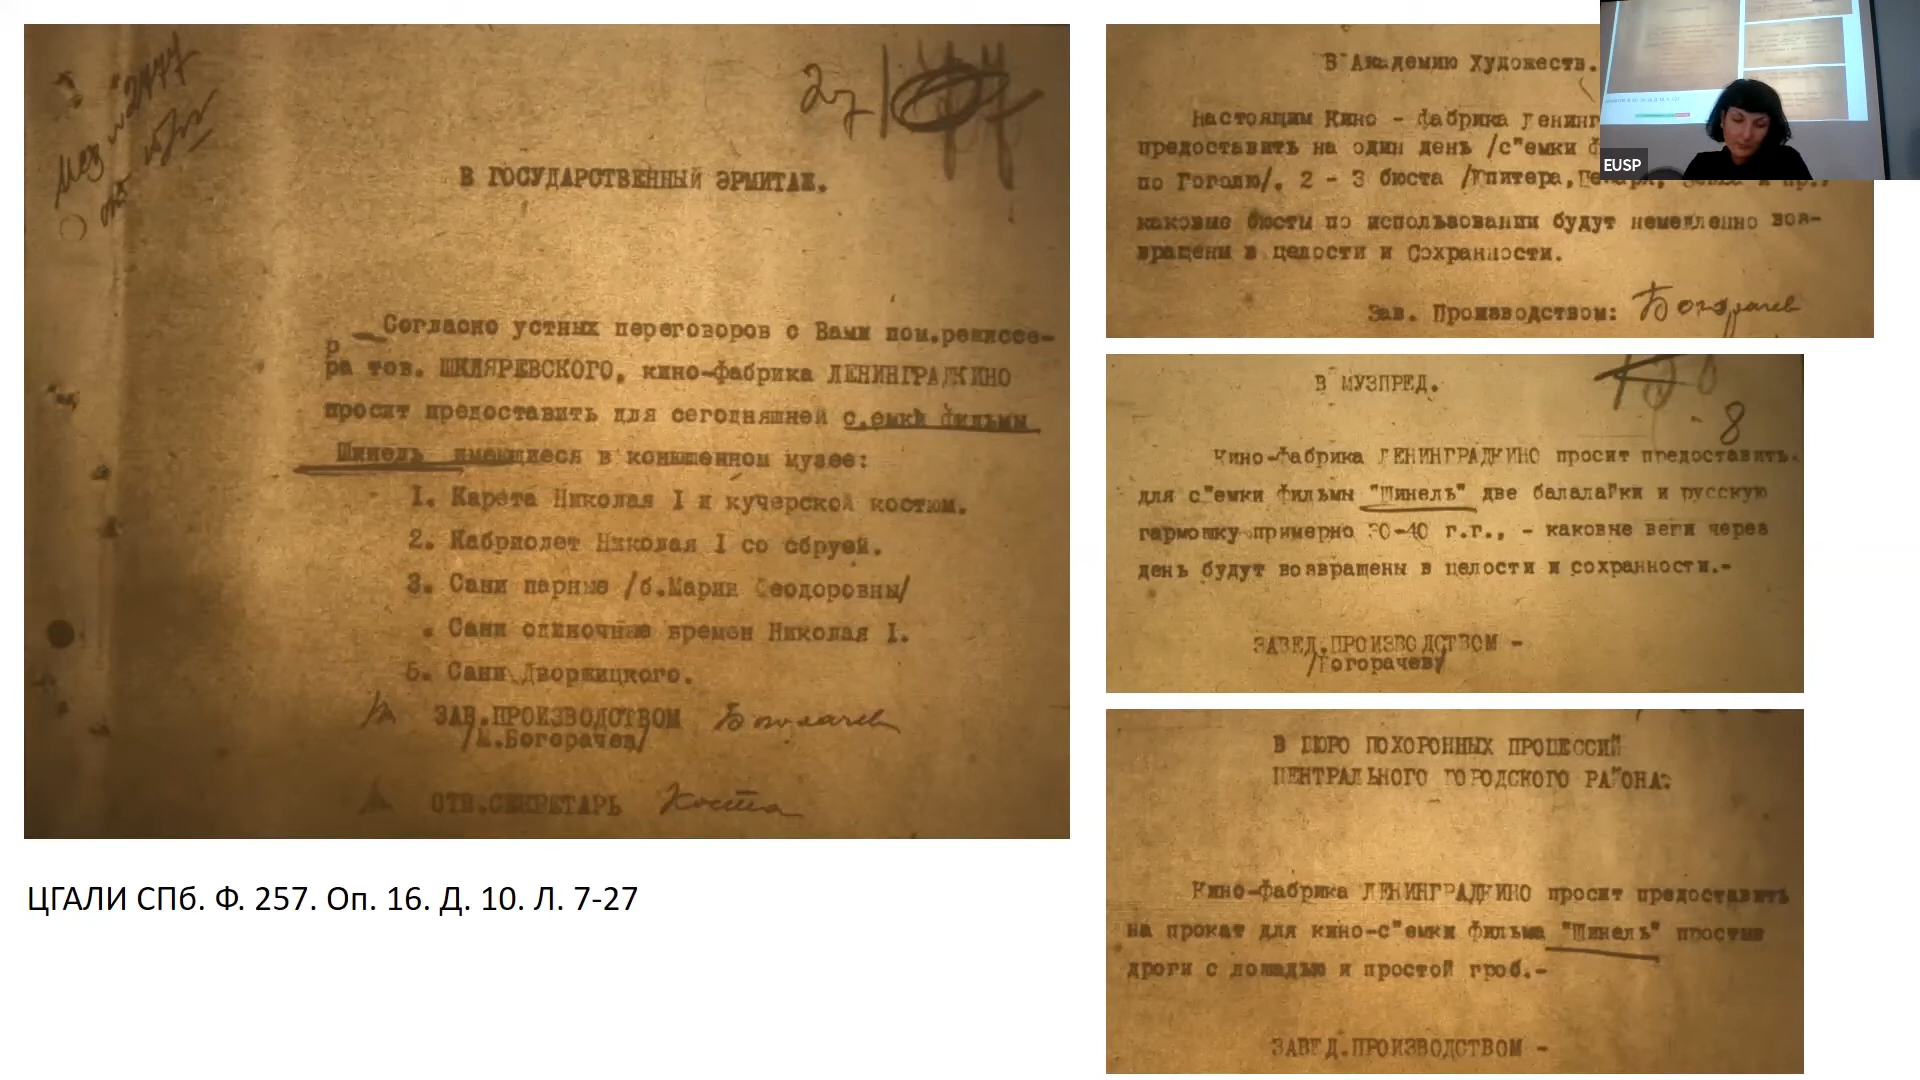 В ГОСУДАРСТВЕННЫЙ ЭРМИТАЖ.
Согласно устных переговоров с Вами пом.режиссе-
ра тов. ШКЛЯРЕВСКОГО, кино-фабрика ЛЕНИНГРАДКИНО
просит предоставить для сегодняшней с.емки фильмы
Шинель имеющиеся в конюшенном музее:
1. Карета Николая I и кучерской костюм.
2. Кабриолет Николая I со сбруей.
3. Сани парные /б.Марии Феодоровны/
. Сани одиночные времен Николая I.
5. Сани Дворжицкого.
ЗАВ.ПРОИЗВОДСТВОМ Богорачев
/М.Богорачев/
ОТВ.СЕКРЕТАРЬ Костта
ЦГАЛИ СПб. Ф. 257. Оп. 16. Д. 10. Л. 7-27
В Академию Художеств.
Настоящим Кино - фабрика
предоставить на один день /с"емки
по Гоголю/, 2 - 3 бюста /Юпитера,
каковые бюсты по использовании будут немедленно воз-
вращены в целости и Сохранности.
Зав. Производством: Богорачев
В МУЗПРЕД.
8
Кино-Фабрика ЛЕНИНГРАДКИНО просит предоставить.
для с"емки фильмы "Шинель" две балалайки и русскую
гармошку примерно 30-40 г.г., - каковые вещи через
день будут возвращены в целости и сохранности.-
ЗАВЕД.ПРОИЗВОДСТВОМ -
/Богорачев/
В БЮРО ПОХОРОННЫХ ПРОЦЕССИЙ
ЦЕНТРАЛЬНОГО ГОРОДСКОГО РАЙОНА:
Кино-фабрика ЛЕНИНГРАДКИНО просит предоставить
на прокат для кино-с"емки фильма "Шинель" простые
дроги с лошадью и простой гроб.-
ЗАВЕД.ПРОИЗВОДСТВОМ -
EUSP